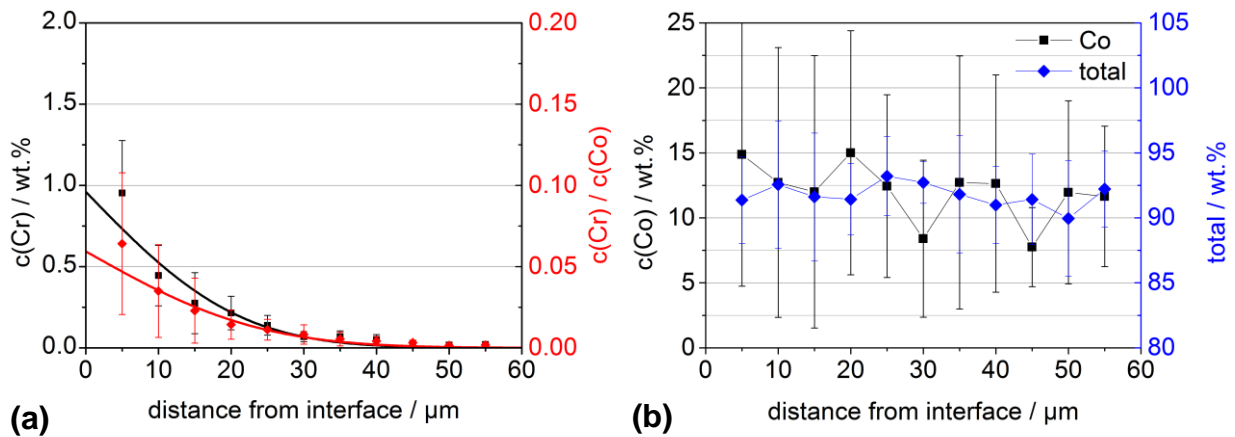 2.0
1.5
1.0
0.5
0.0
c(Cr) / wt.%
0 10 20 30 40 50 60
distance from interface / µm
0.20
0.15
0.10
0.05
0.00
c(Cr) / c(Co)
(a)
25
20
15
10
5
0
c(Co) / wt.%
Co
total
0 10 20 30 40 50 60
distance from interface / µm
105
100
95
90
85
80
total / wt.%
(b)